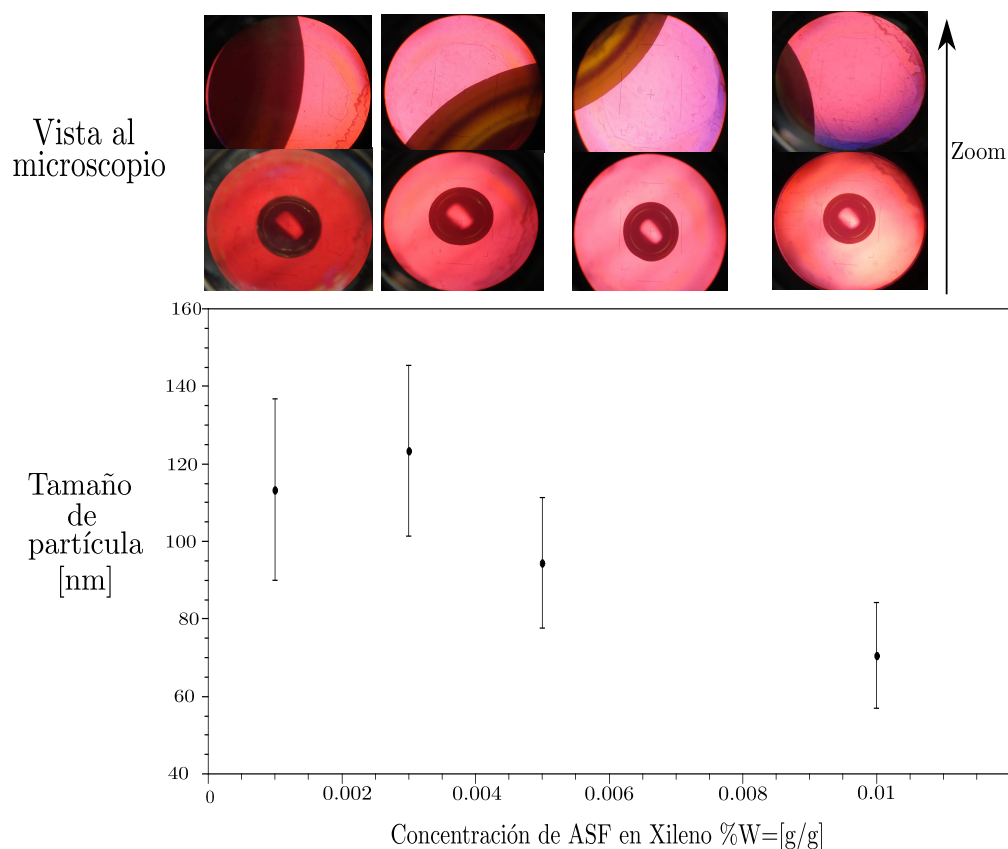 Vista al
microscopio
Zoom
160
140
120
100
80
60
40
Tamaño
de
partícula
[nm]
0
0.002
0.004
0.006
0.008
0.01
Concentración de ASF en Xileno %W=[g/g]